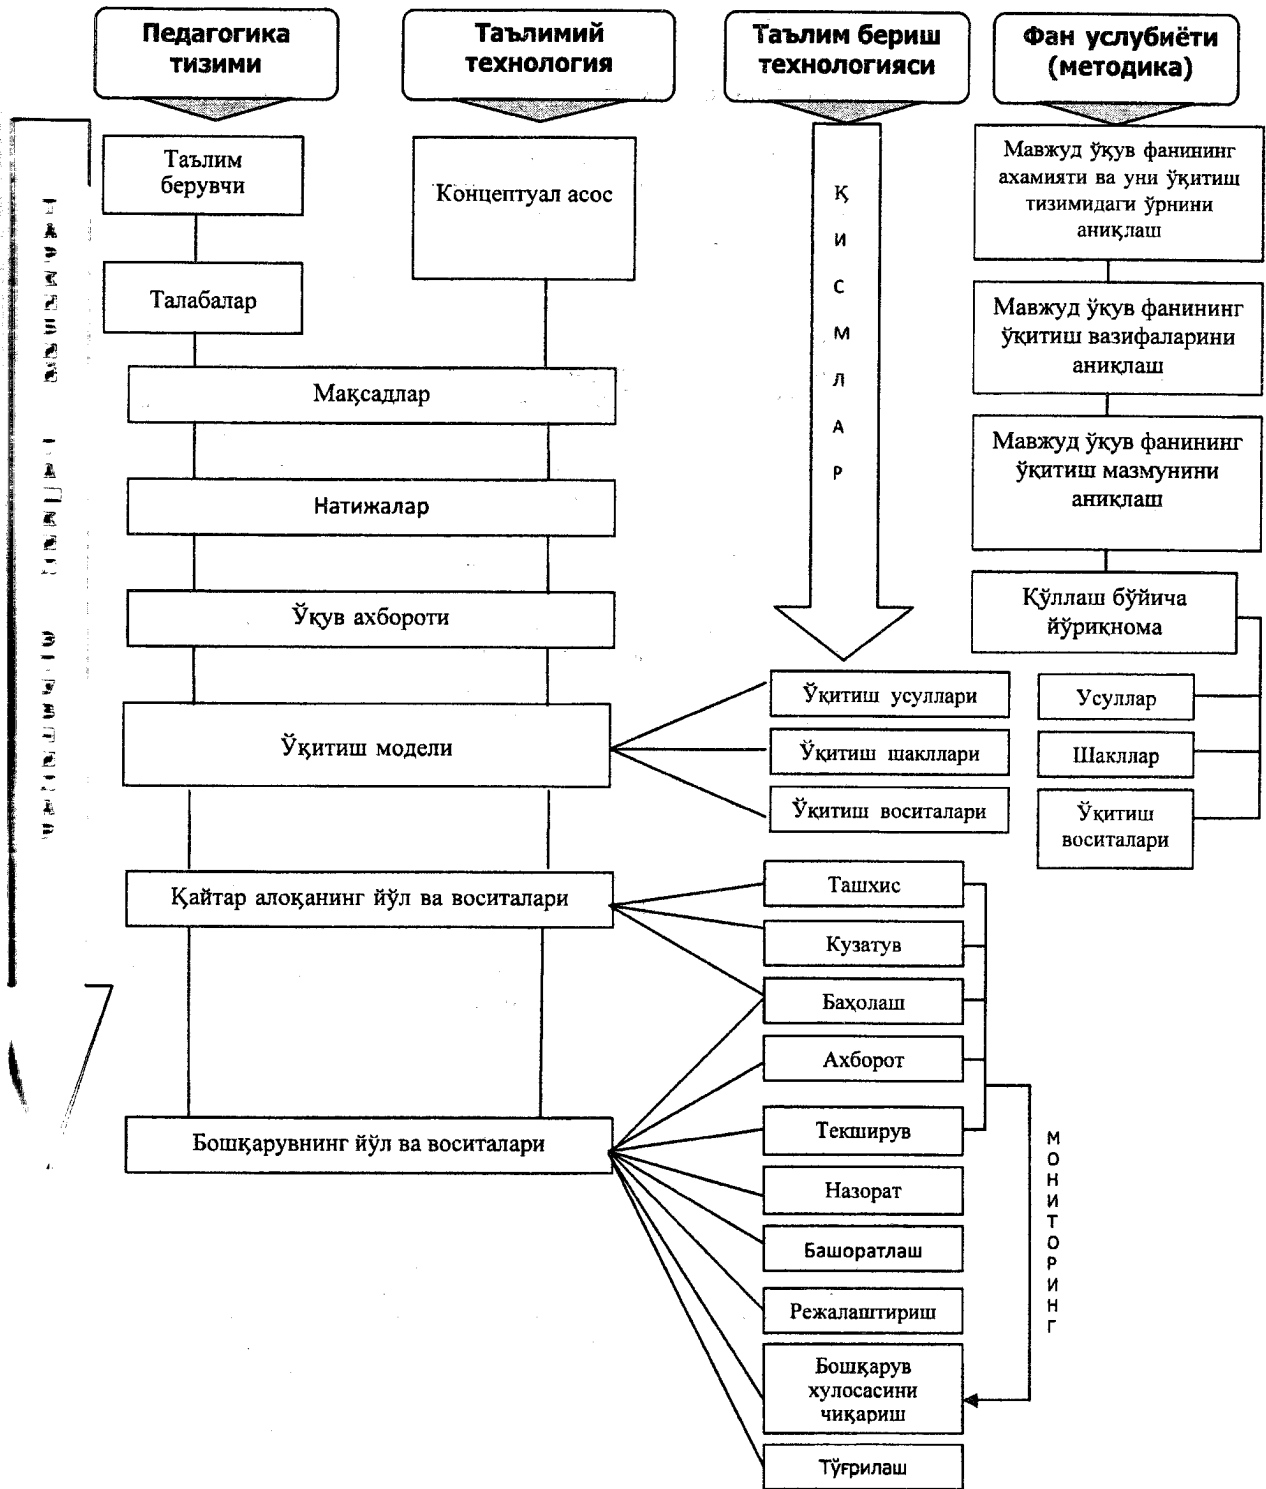 Педагогика
тизими
Таълимий
технология
Таълим бериш
технологияси
Фан услубиёти
(методика)
Таълим
берувчи
Талабалар
Концептуал асос
Мақсадлар
Натижалар
Ўқув ахбороти
Ўқитиш модели
Қайтар алоқанинг йўл ва воситалари
Бошқарувнинг йўл ва воситалари
ҚИСМЛАР
Ўқитиш усуллари
Ўқитиш шакллари
Ўқитиш воситалари
Ташхис
Кузатув
Баҳолаш
Ахборот
Текширув
Назорат
Башоратлаш
Режалаштириш
Бошқарув
хулосасини
чиқариш
Тўғрилаш
Мавжуд ўқув фанининг
ахамияти ва уни ўқитиш
тизимидаги ўрнини
аниқлаш
Мавжуд ўқув фанининг
ўқитиш вазифаларини
аниқлаш
Мавжуд ўқув фанининг
ўқитиш мазмунини
аниқлаш
Қўллаш бўйича
йўриқнома
Усуллар
Шакллар
Ўқитиш
воситалари
МОНИТОРИНГ